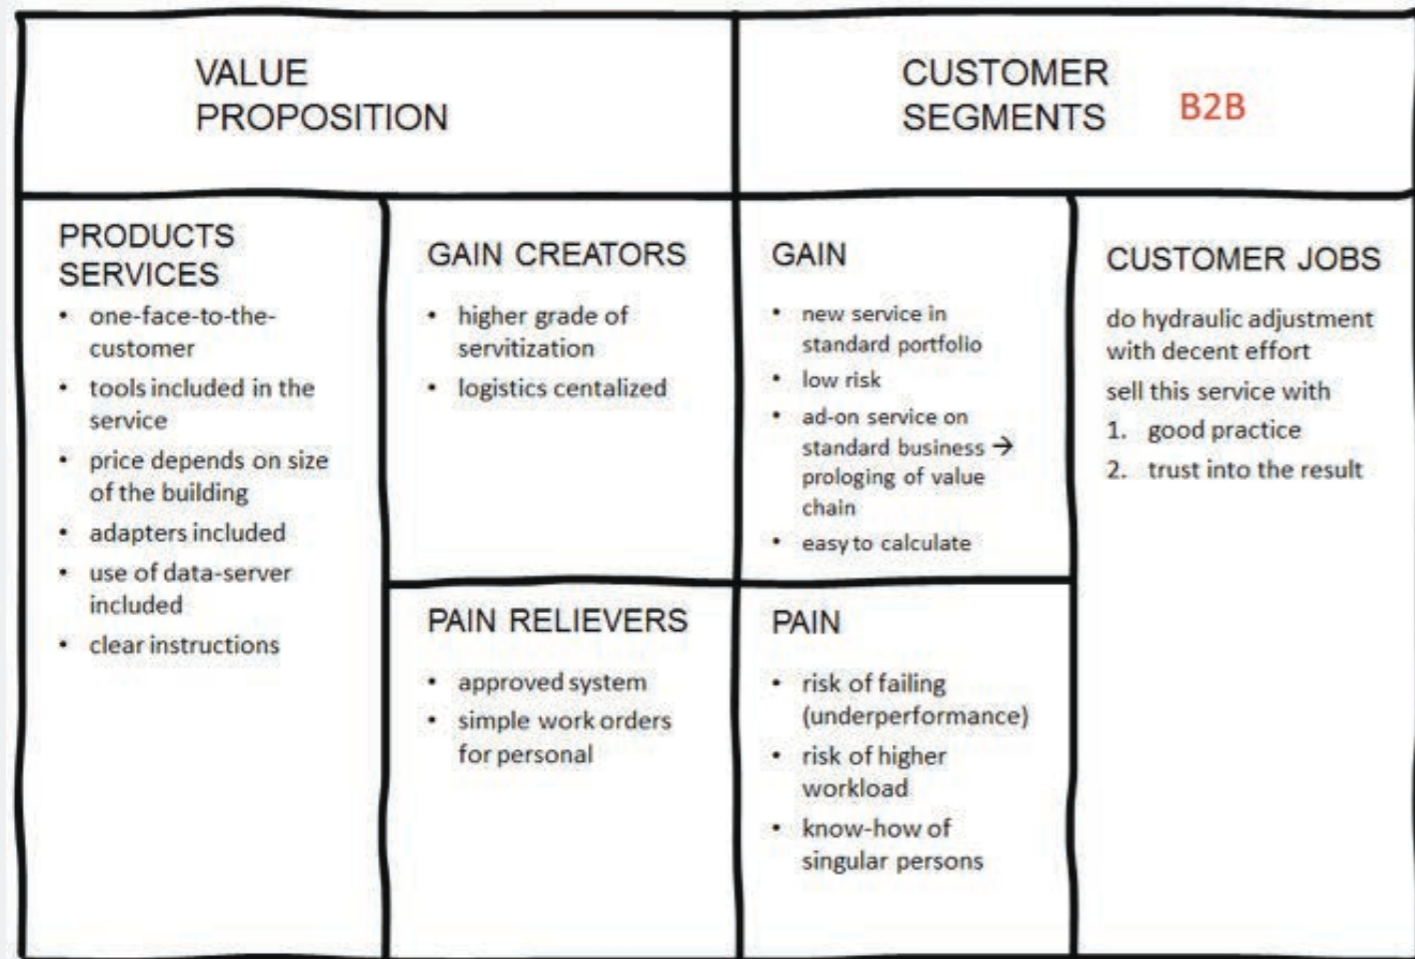 VALUE
PROPOSITION
CUSTOMER
SEGMENTS
B2B
PRODUCTS
SERVICES
• one-face-to-the-
customer
• tools included in the
service
• price depends on size
of the building
• adapters included
• use of data-server
included
• clear instructions
GAIN CREATORS
• higher grade of
servitization
• logistics centalized
PAIN RELIEVERS
• approved system
• simple work orders
for personal
GAIN
• new service in
standard portfolio
• low risk
• ad-on service on
standard business →
prologing of value
chain
• easy to calculate
PAIN
• risk of failing
(underperformance)
• risk of higher
workload
• know-how of
singular persons
CUSTOMER JOBS
do hydraulic adjustment
with decent effort
sell this service with
1. good practice
2. trust into the result